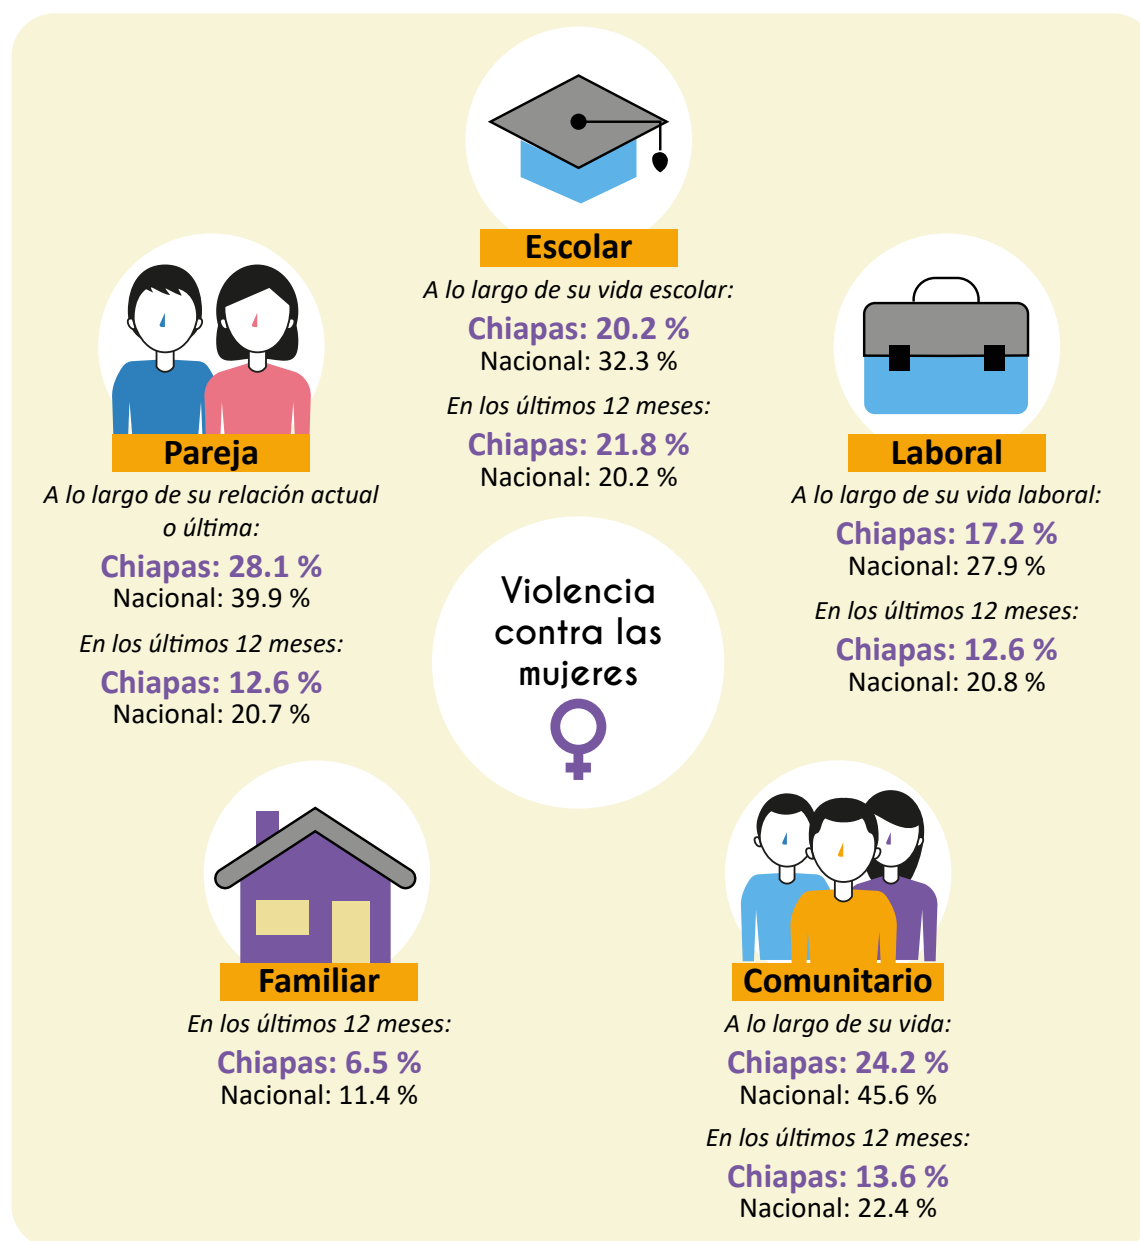 Escolar
A lo largo de su vida escolar:
Chiapas: 20.2 %
Nacional: 32.3 %
En los últimos 12 meses:
Chiapas: 21.8 %
Nacional: 20.2 %
Pareja
A lo largo de su relación actual
o última:
Chiapas: 28.1 %
Nacional: 39.9 %
En los últimos 12 meses:
Chiapas: 12.6 %
Nacional: 20.7 %
Laboral
A lo largo de su vida laboral:
Chiapas: 17.2 %
Nacional: 27.9 %
En los últimos 12 meses:
Chiapas: 12.6 %
Nacional: 20.8 %
Violencia
contra las
mujeres
Familiar
En los últimos 12 meses:
Chiapas: 6.5 %
Nacional: 11.4 %
Comunitario
A lo largo de su vida:
Chiapas: 24.2 %
Nacional: 45.6 %
En los últimos 12 meses:
Chiapas: 13.6 %
Nacional: 22.4 %